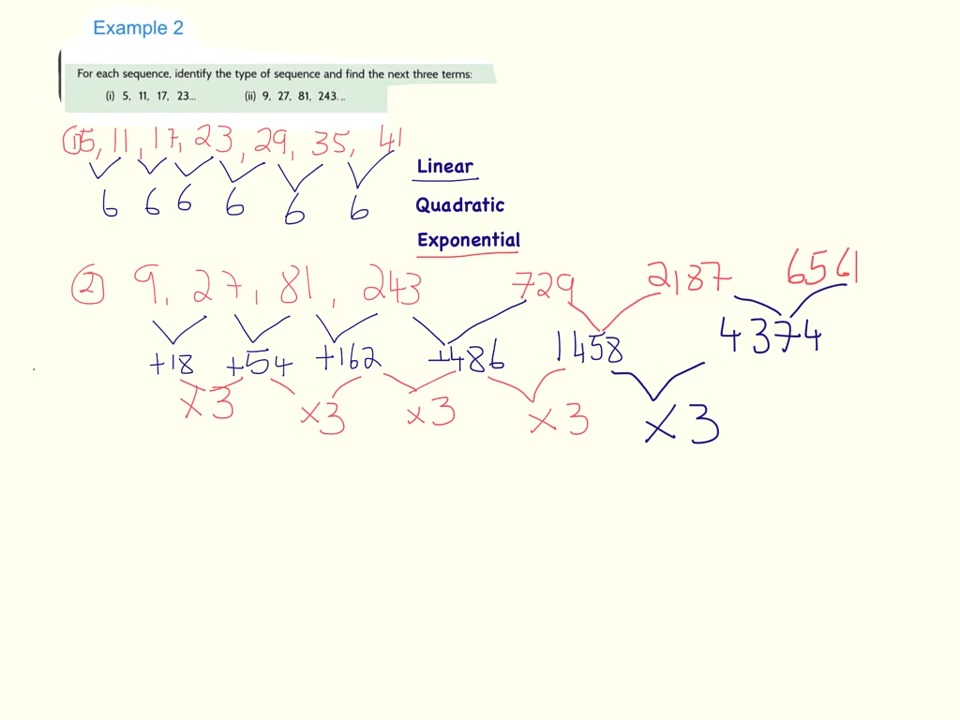 Example 2
For each sequence, identify the type of sequence and find the next three terms:
(i) 5, 11, 17, 23... (ii) 9, 27, 81, 243...
① 5, 11, 17, 23, 29, 35, 41
6 6 6 6 6 6
Linear
Quadratic
Exponential
② 9, 27, 81, 243 729 2187 6561
+18 +54 +162 +486 1458 4374
×3 ×3 ×3 ×3 ×3